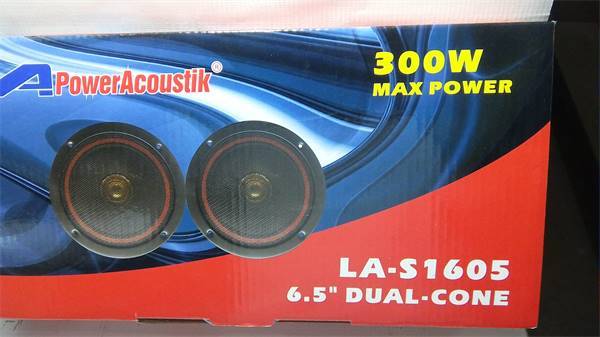 PowerAcoustik®
300W
MAX POWER
LA-S1605
6.5" DUAL-CONE